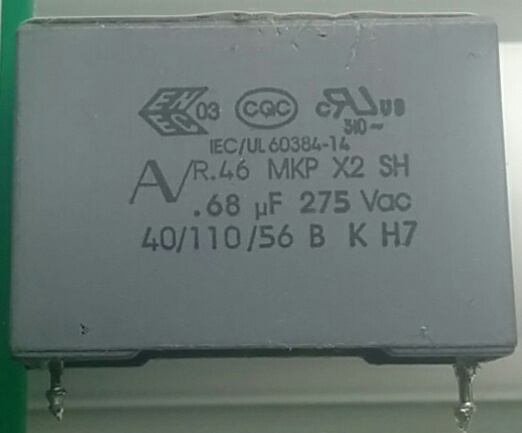 ENEC 03 CQC cRUus
310~
IEC/UL 60384-14
R.46 MKP X2 SH
.68 µF 275 Vac
40/110/56 B K H7